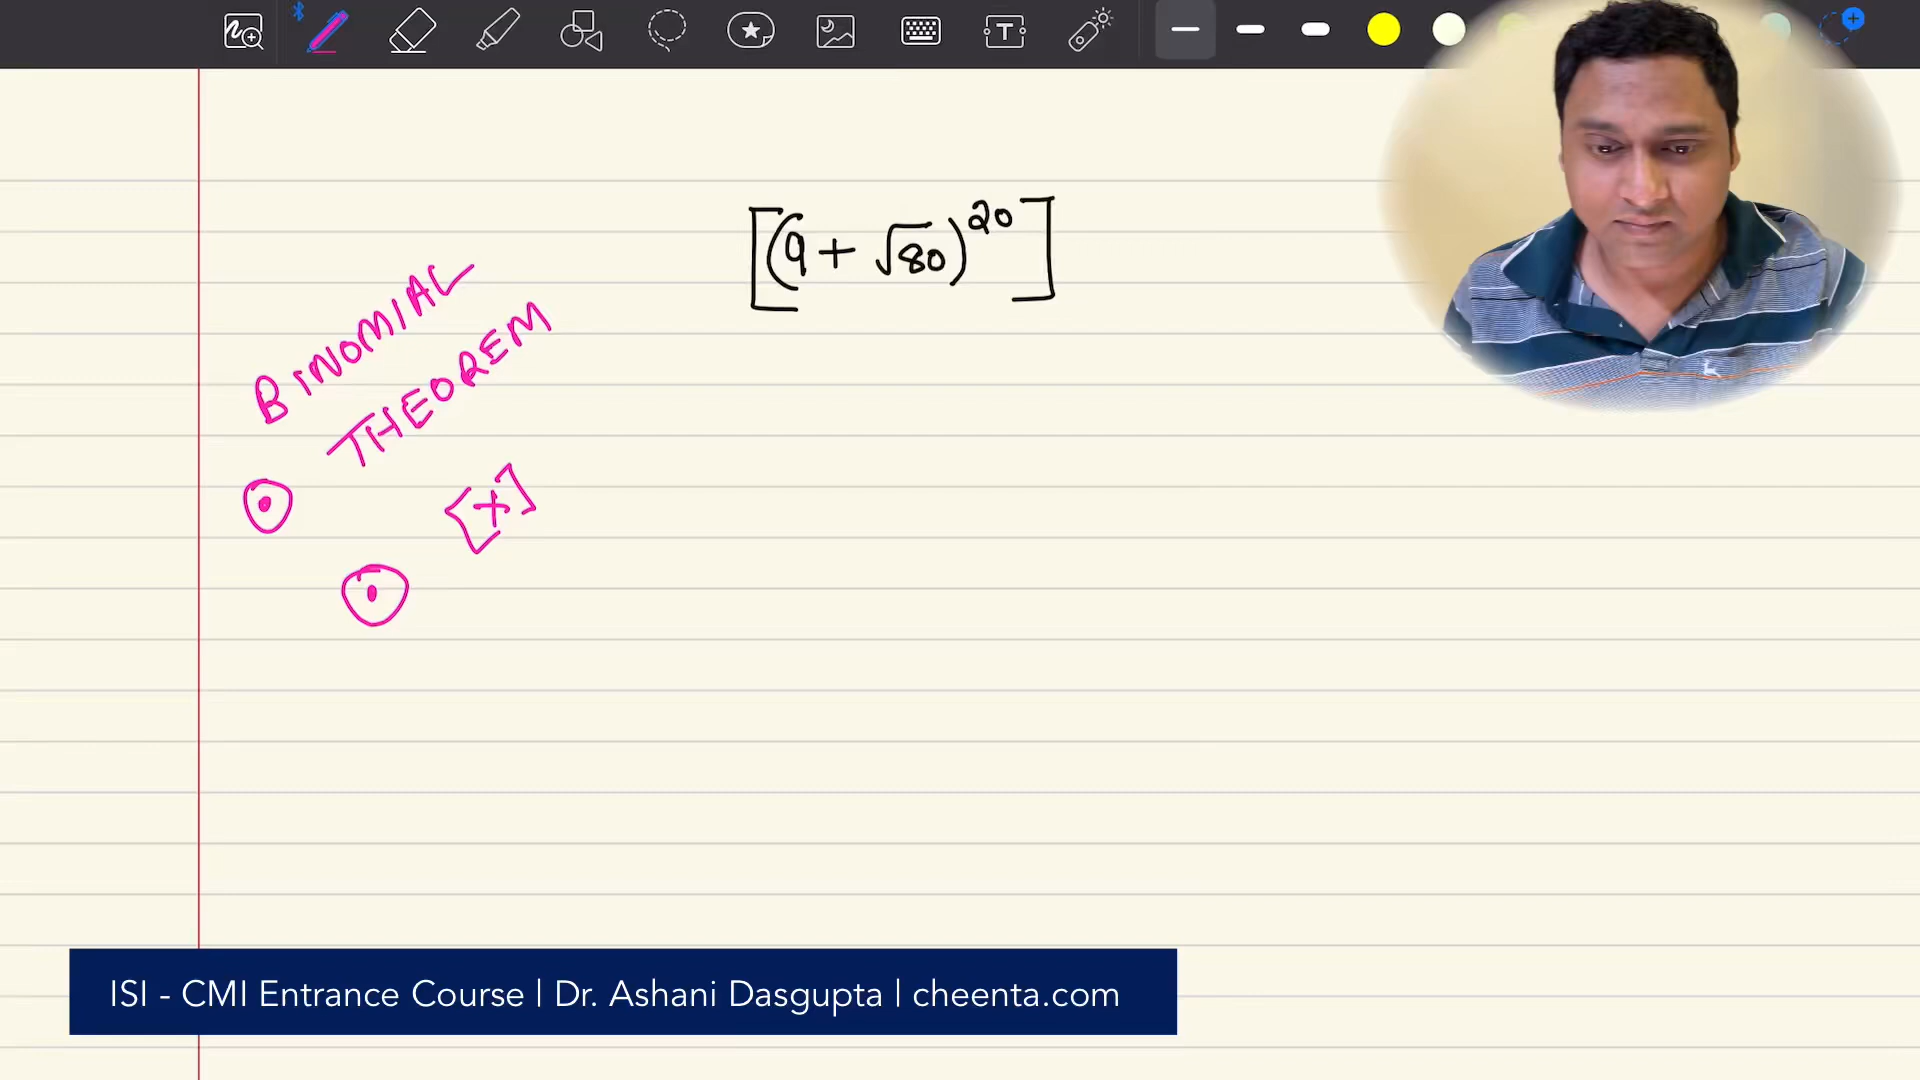 [(9 + √80)^20]
BINOMIAL
THEOREM
[x]
ISI - CMI Entrance Course | Dr. Ashani Dasgupta | cheenta.com